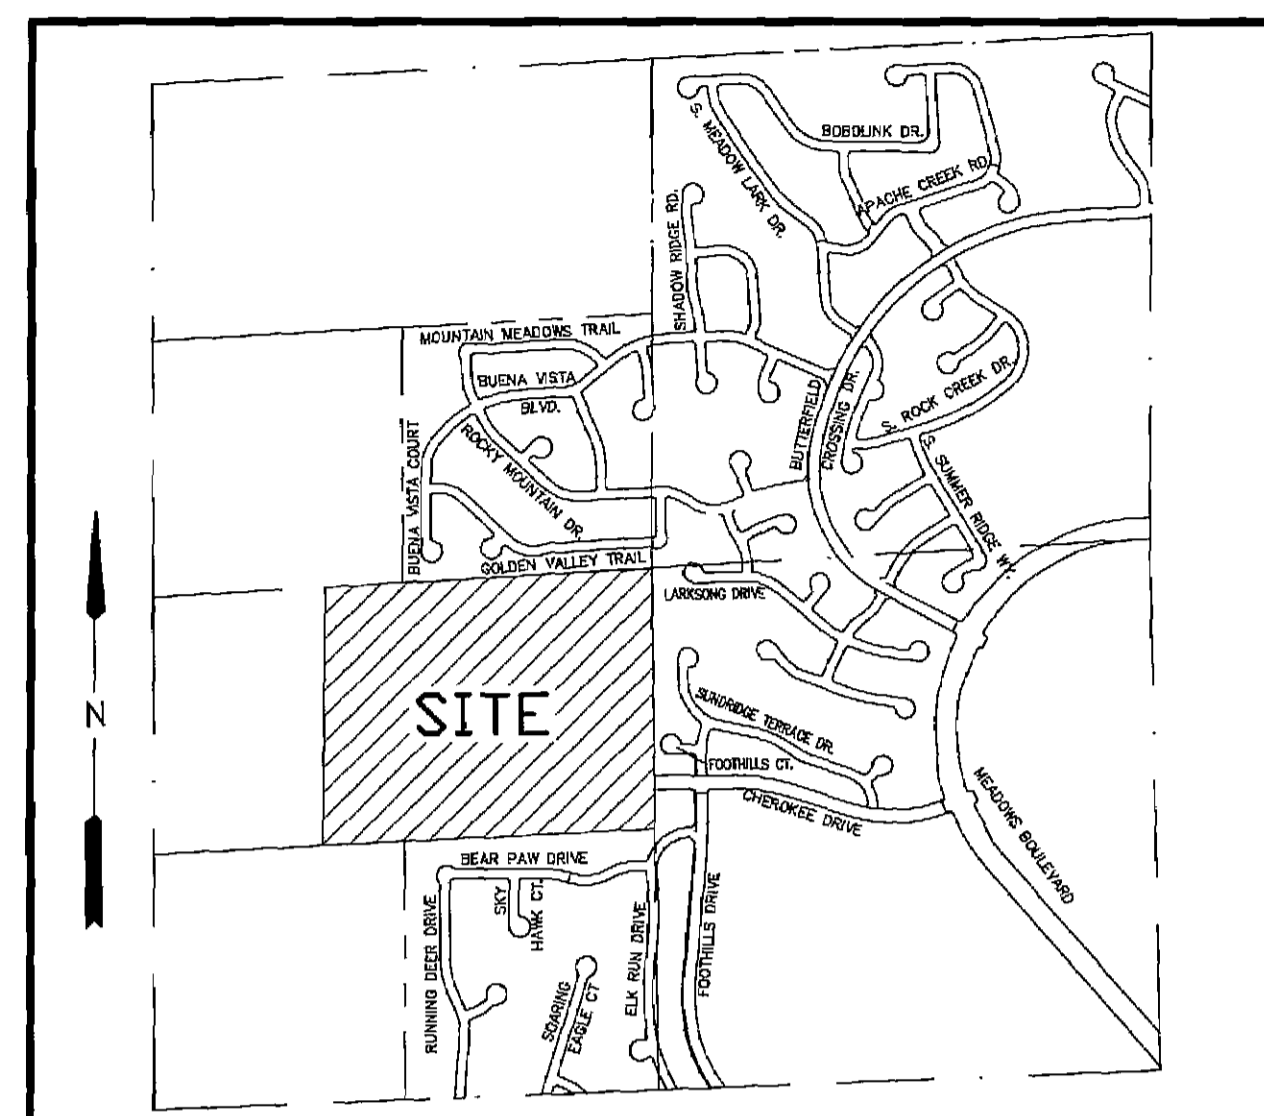 BOBOLINK DR.
S. MEADOW LARK DR.
APACHE CREEK RD.
SHADOW RIDGE RD.
MOUNTAIN MEADOWS TRAIL
BUENA VISTA
BLVD.
BUTTERFIELD
CROSSING DR.
S. ROCK CREEK DR.
ROCKY MOUNTAIN DR.
BUENA VISTA COURT
S. SUMMER RIDGE WY.
GOLDEN VALLEY TRAIL
LARKSONG DRIVE
SITE
N
SUNDRIDGE TERRACE DR.
FOOTHILLS CT.
CHEROKEE DRIVE
MEADOWS BOULEVARD
BEAR PAW DRIVE
SKY
HAWK CT.
RUNNING DEER DRIVE
ELK RUN DRIVE
FOOTHILLS DRIVE
SOARING
EAGLE CT